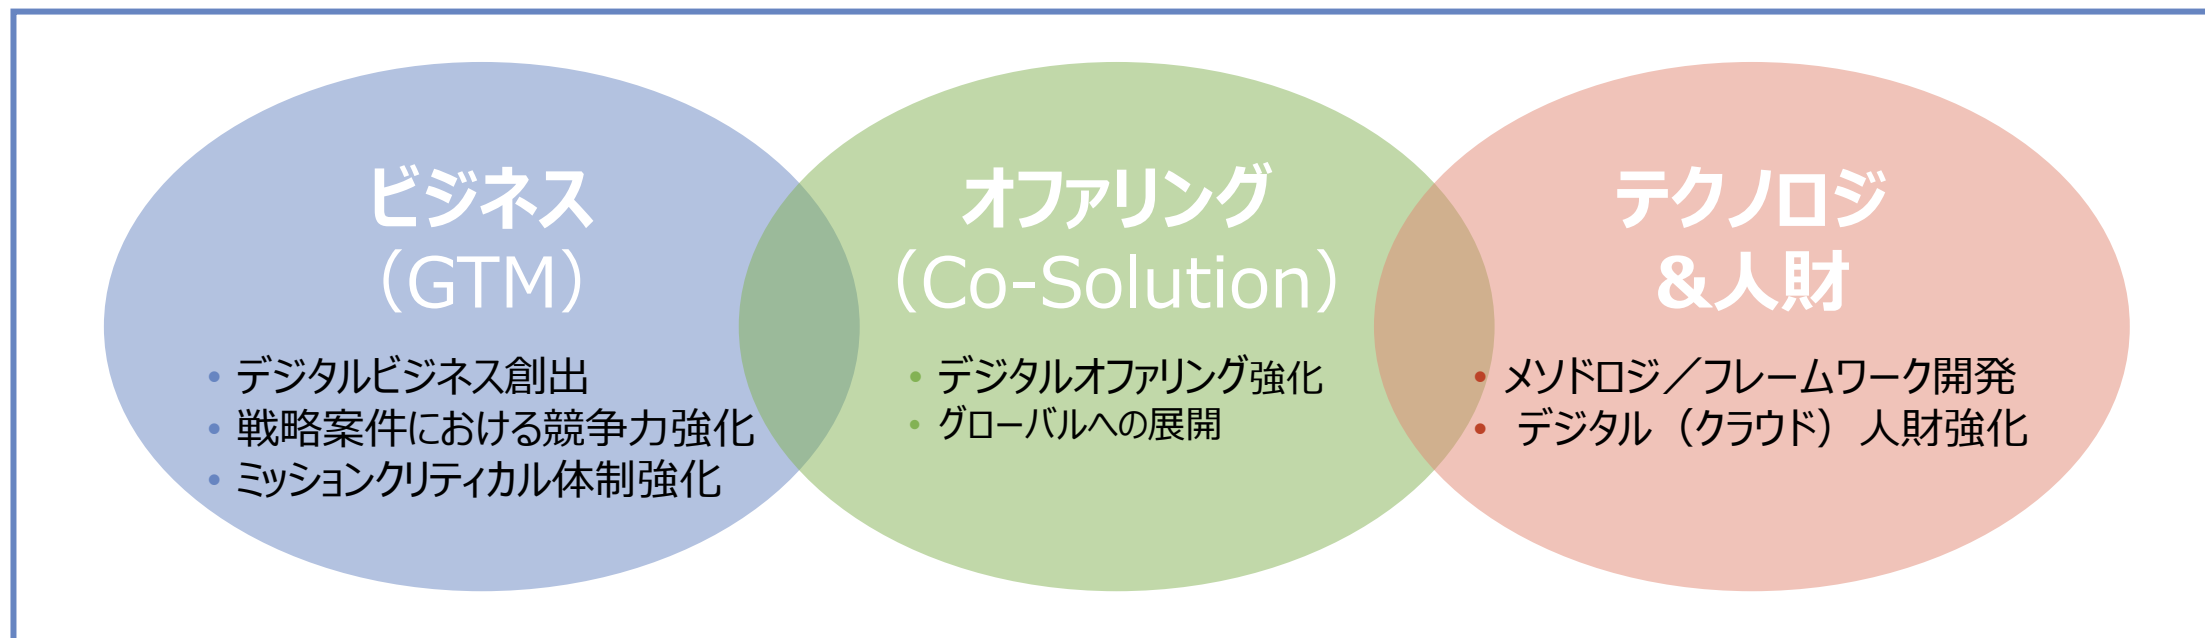 ビジネス
（GTM）
• デジタルビジネス創出
• 戦略案件における競争力強化
• ミッションクリティカル体制強化
オファリング
（Co-Solution）
• デジタルオファリング強化
• グローバルへの展開
テクノロジ
&人財
• メソドロジ／フレームワーク開発
• デジタル（クラウド）人財強化